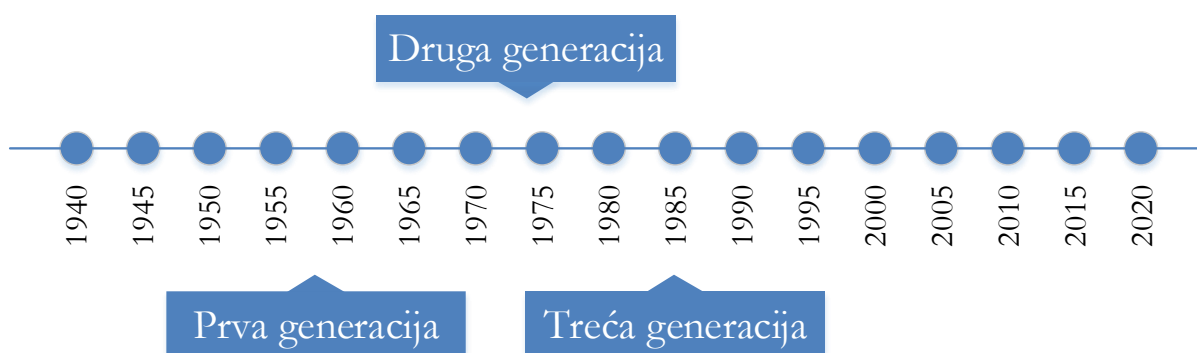 Druga generacija
1940 1945 1950 1955 1960 1965 1970 1975 1980 1985 1990 1995 2000 2005 2010 2015 2020
Prva generacija Treća generacija